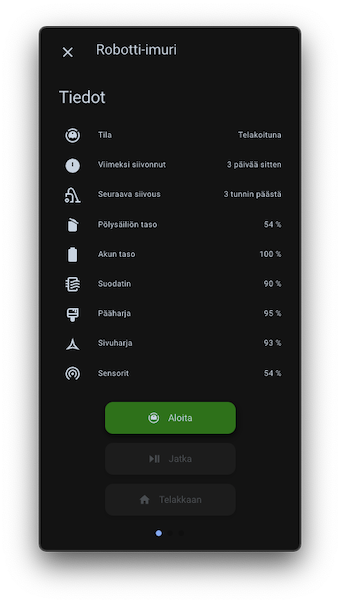 Robotti-imuri
Tiedot
Tila Telakoituna
Viimeksi siivonnut 3 päivää sitten
Seuraava siivous 3 tunnin päästä
Pölysäiliön taso 54 %
Akun taso 100 %
Suodatin 90 %
Pääharja 95 %
Sivuharja 93 %
Sensorit 54 %
Aloita
Jatka
Telakkaan